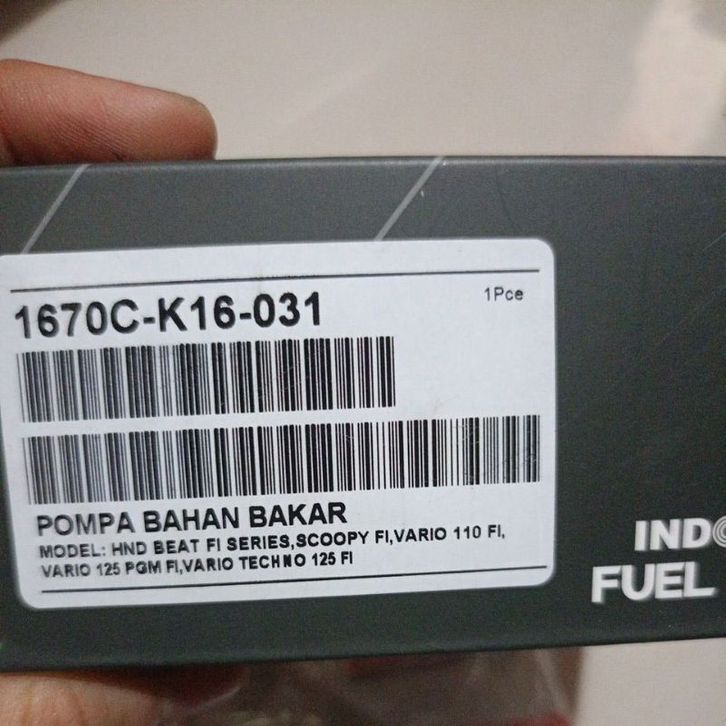 1670C-K16-031
1Pce
POMPA BAHAN BAKAR
MODEL: HND BEAT FI SERIES,SCOOPY FI,VARIO 110 FI,
VARIO 125 PGM FI,VARIO TECHNO 125 FI
FUEL